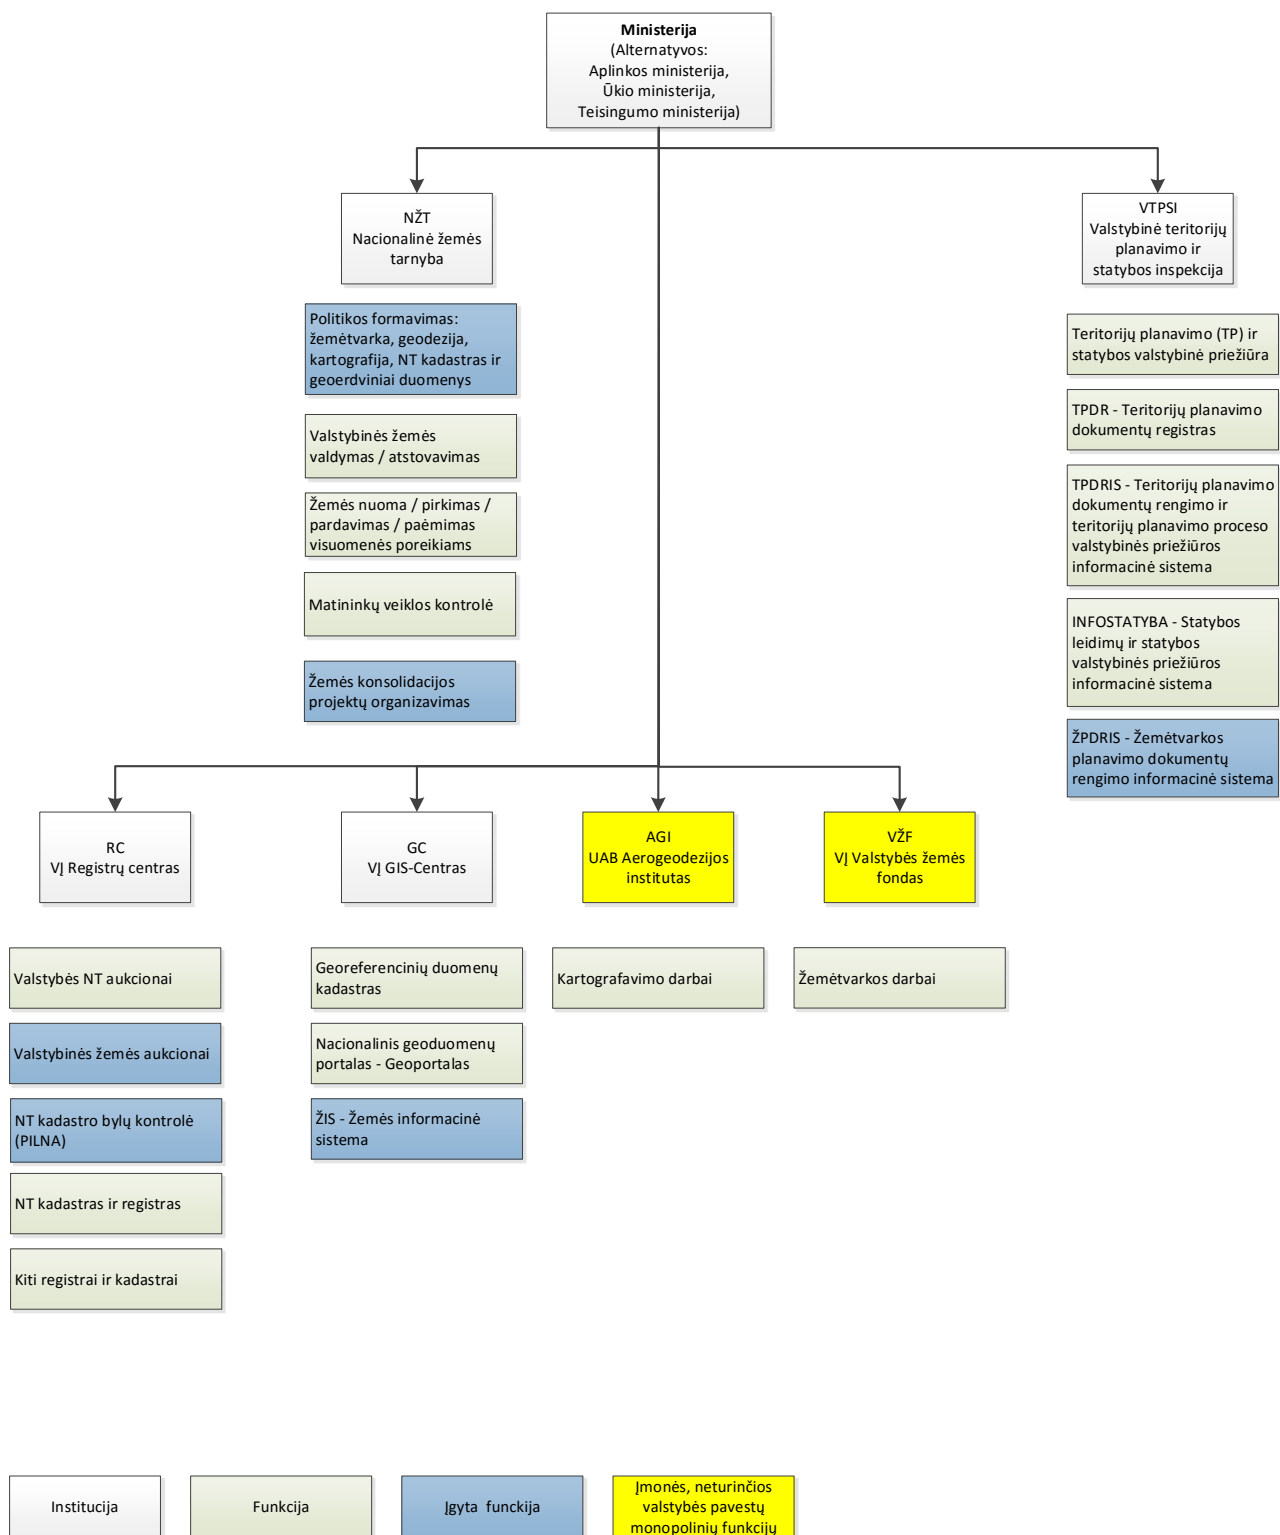 Ministerija
(Alternatyvos:
Aplinkos ministerija,
Ūkio ministerija,
Teisingumo ministerija)
NŽT
Nacionalinė žemės
tarnyba
VTPSI
Valstybinė teritorijų
planavimo ir
statybos inspekcija
Politikos formavimas:
žemėtvarka, geodezija,
kartografija, NT kadastras ir
geoerdviniai duomenys
Valstybinės žemės
valdymas / atstovavimas
Žemės nuoma / pirkimas /
pardavimas / paėmimas
visuomenės poreikiams
Matininkų veiklos kontrolė
Žemės konsolidacijos
projektų organizavimas
Teritorijų planavimo (TP) ir
statybos valstybinė priežiūra
TPDR - Teritorijų planavimo
dokumentų registras
TPDRIS - Teritorijų planavimo
dokumentų rengimo ir
teritorijų planavimo proceso
valstybinės priežiūros
informacinė sistema
INFOSTATYBA - Statybos
leidimų ir statybos
valstybinės priežiūros
informacinė sistema
ŽPDRIS - Žemėtvarkos
planavimo dokumentų
rengimo informacinė sistema
RC
VĮ Registrų centras
GC
VĮ GIS-Centras
AGI
UAB Aerogeodezijos
institutas
VŽF
VĮ Valstybės žemės
fondas
Valstybės NT aukcionai
Valstybinės žemės aukcionai
NT kadastro bylų kontrolė
(PILNA)
NT kadastras ir registras
Kiti registrai ir kadastrai
Georeferencinių duomenų
kadastras
Nacionalinis geoduomenų
portalas - Geoportalas
ŽIS - Žemės informacinė
sistema
Kartografavimo darbai
Žemėtvarkos darbai
Institucija
Funkcija
Įgyta  funckija
Įmonės, neturinčios
valstybės pavestų
monopolinių funkcijų